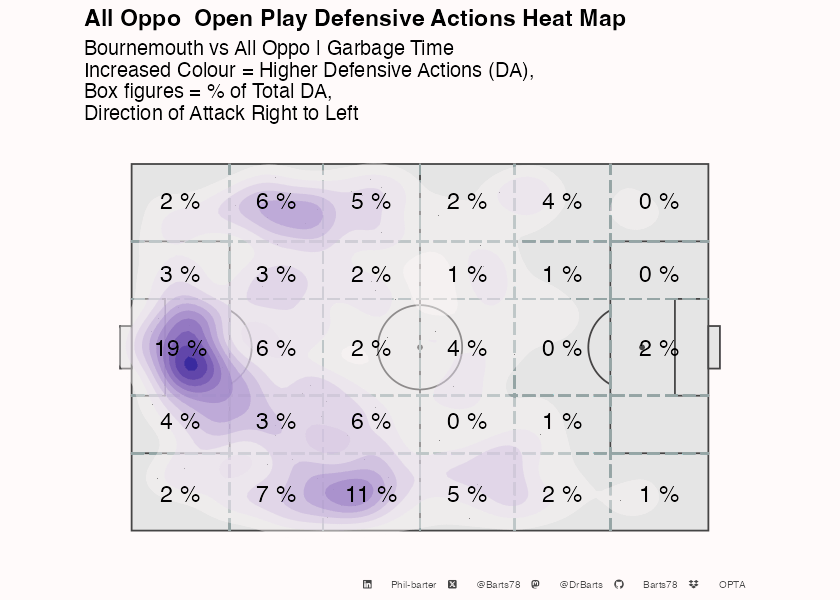 All Oppo  Open Play Defensive Actions Heat Map
Bournemouth vs All Oppo I Garbage Time
Increased Colour = Higher Defensive Actions (DA),
Box figures = % of Total DA,
Direction of Attack Right to Left
2 % 6 % 5 % 2 % 4 % 0 %
3 % 3 % 2 % 1 % 1 % 0 %
19 % 6 % 2 % 4 % 0 % 2 %
4 % 3 % 6 % 0 % 1 %
2 % 7 % 11 % 5 % 2 % 1 %
Phil-barter @Barts78 @DrBarts Barts78 OPTA